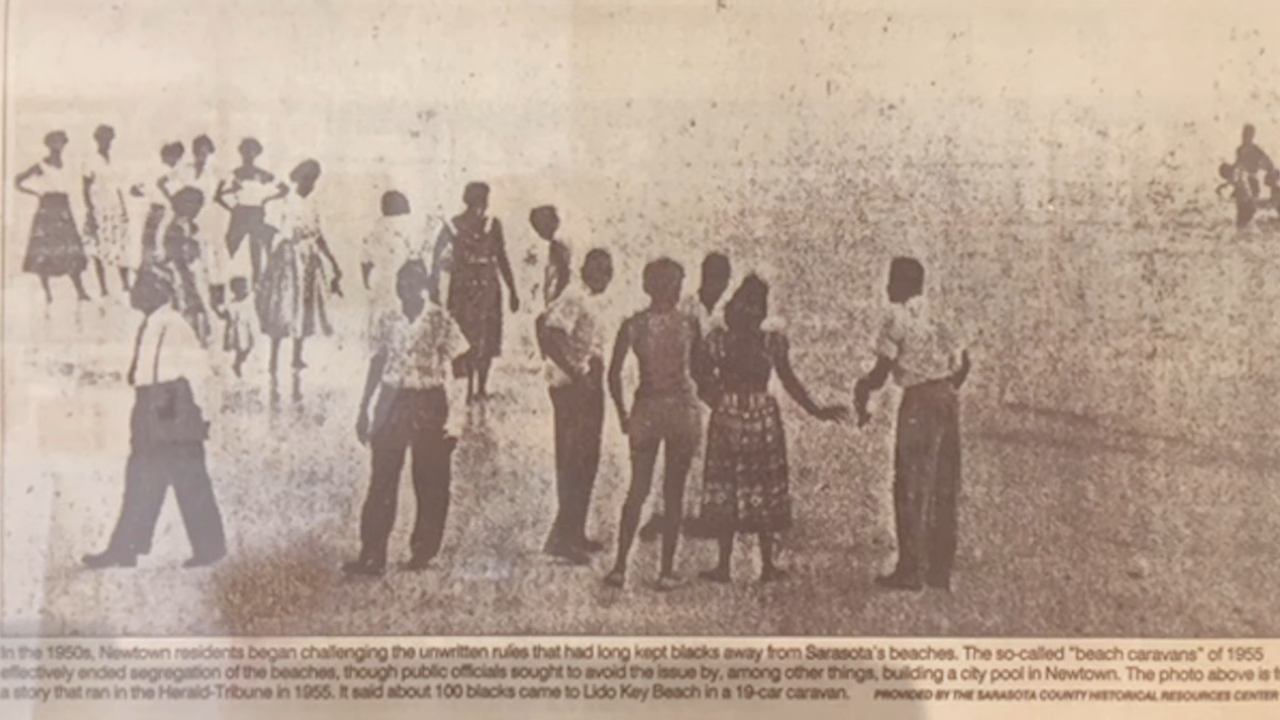 In the 1950s, Newtown residents began challenging the unwritten rules that had long kept blacks away from Sarasota's beaches. The so-called "beach caravans" of 1955
effectively ended segregation of the beaches, though public officials sought to avoid the issue by, among other things, building a city pool in Newtown. The photo above is
a story that ran in the Herald-Tribune in 1955. It said about 100 blacks came to Lido Key Beach in a 19-car caravan. PROVIDED BY THE SARASOTA COUNTY HISTORICAL RESOURCES CENTER